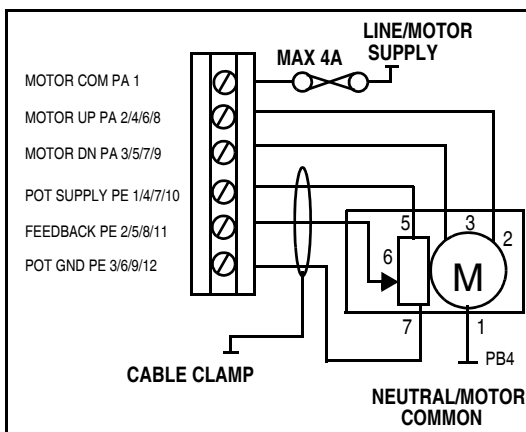 LINE/MOTOR
SUPPLY
MAX 4A
MOTOR COM PA 1
MOTOR UP PA 2/4/6/8
MOTOR DN PA 3/5/7/9
POT SUPPLY PE 1/4/7/10
FEEDBACK PE 2/5/8/11
POT GND PE 3/6/9/12
5
3
2
6
M
7
1
PB4
CABLE CLAMP
NEUTRAL/MOTOR
COMMON